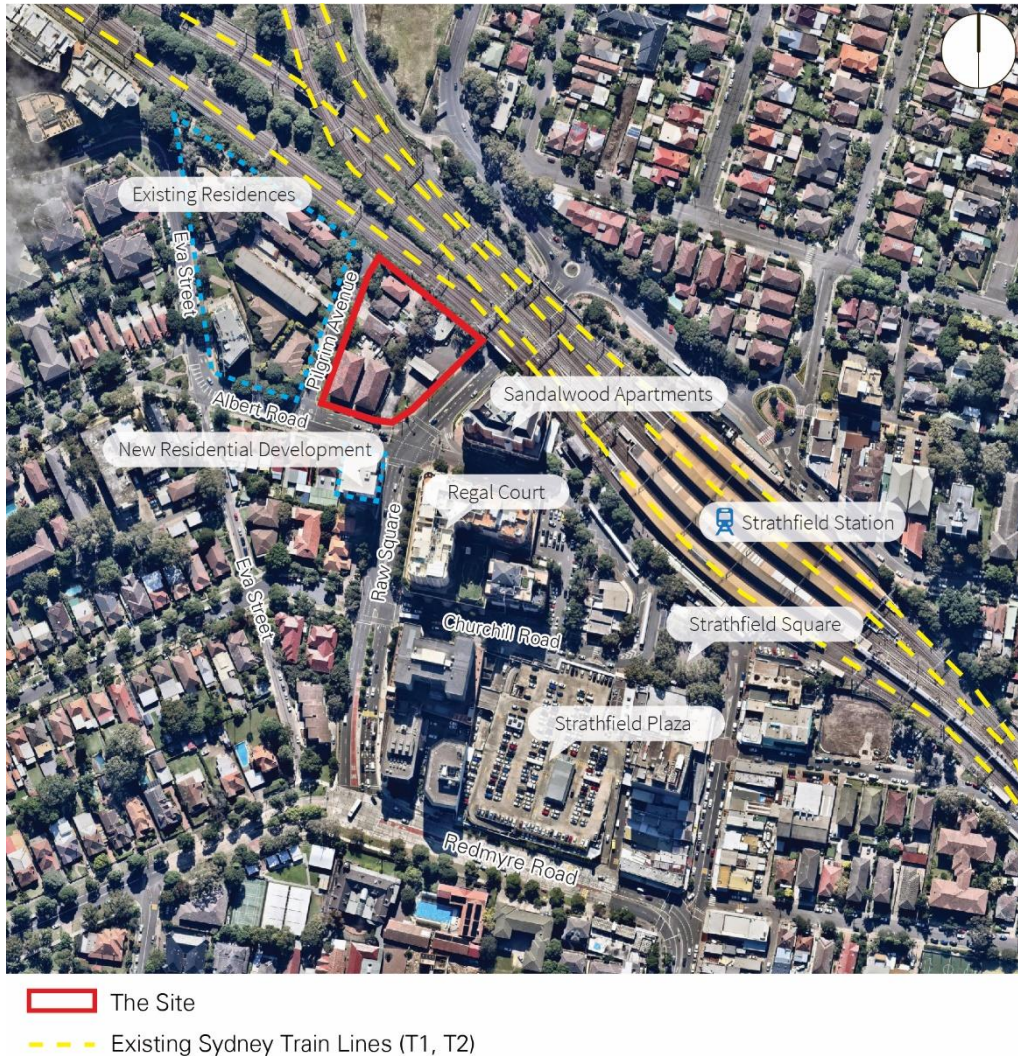 Existing Residences
Eva Street
Pilgrim Avenue
Albert Road
Sandalwood Apartments
New Residential Development
Regal Court
Raw Square
Strathfield Station
Eva Street
Churchill Road
Strathfield Square
Strathfield Plaza
Redmyre Road
The Site
Existing Sydney Train Lines (T1, T2)